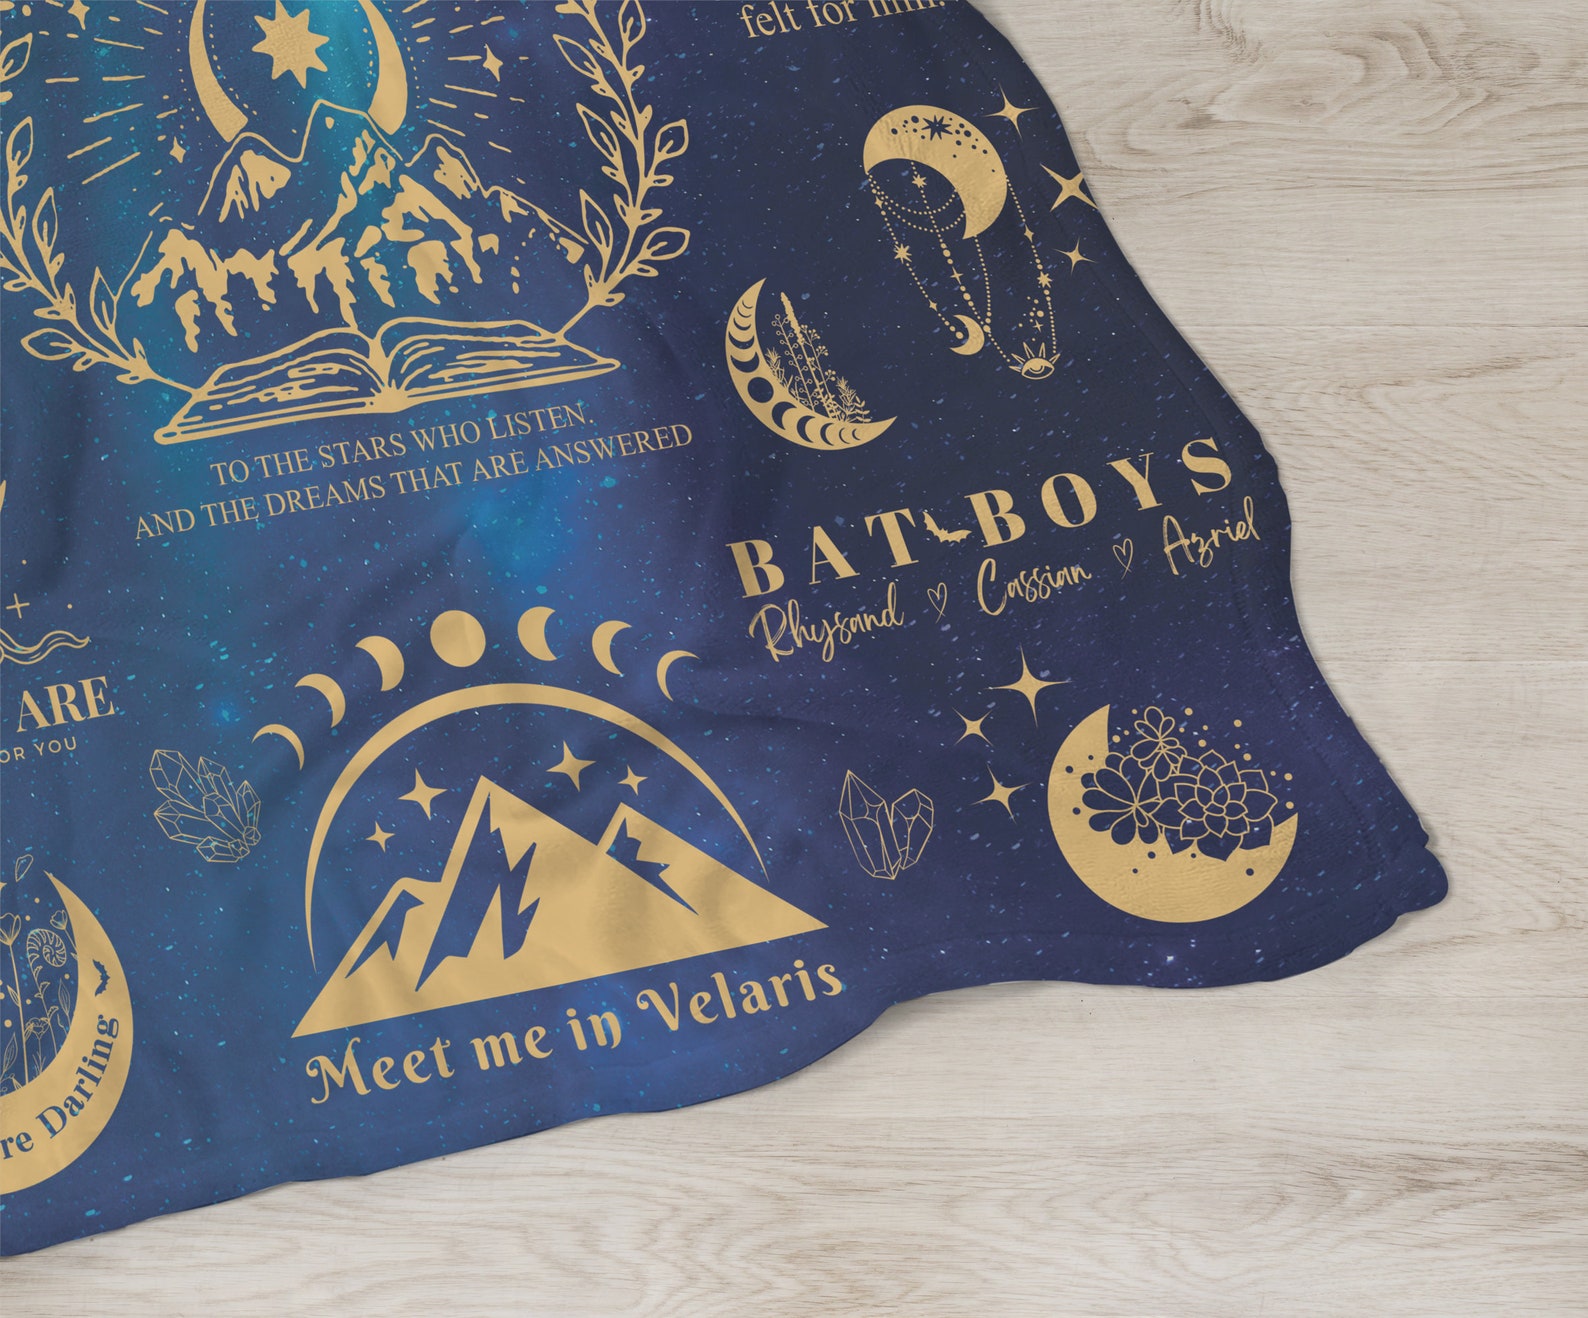 felt for him.
TO THE STARS WHO LISTEN.
AND THE DREAMS THAT ARE ANSWERED
BAT BOYS
Rhysand ♡ Cassian ♡ Azriel
ARE
OR YOU
Meet me in Velaris
re Darling